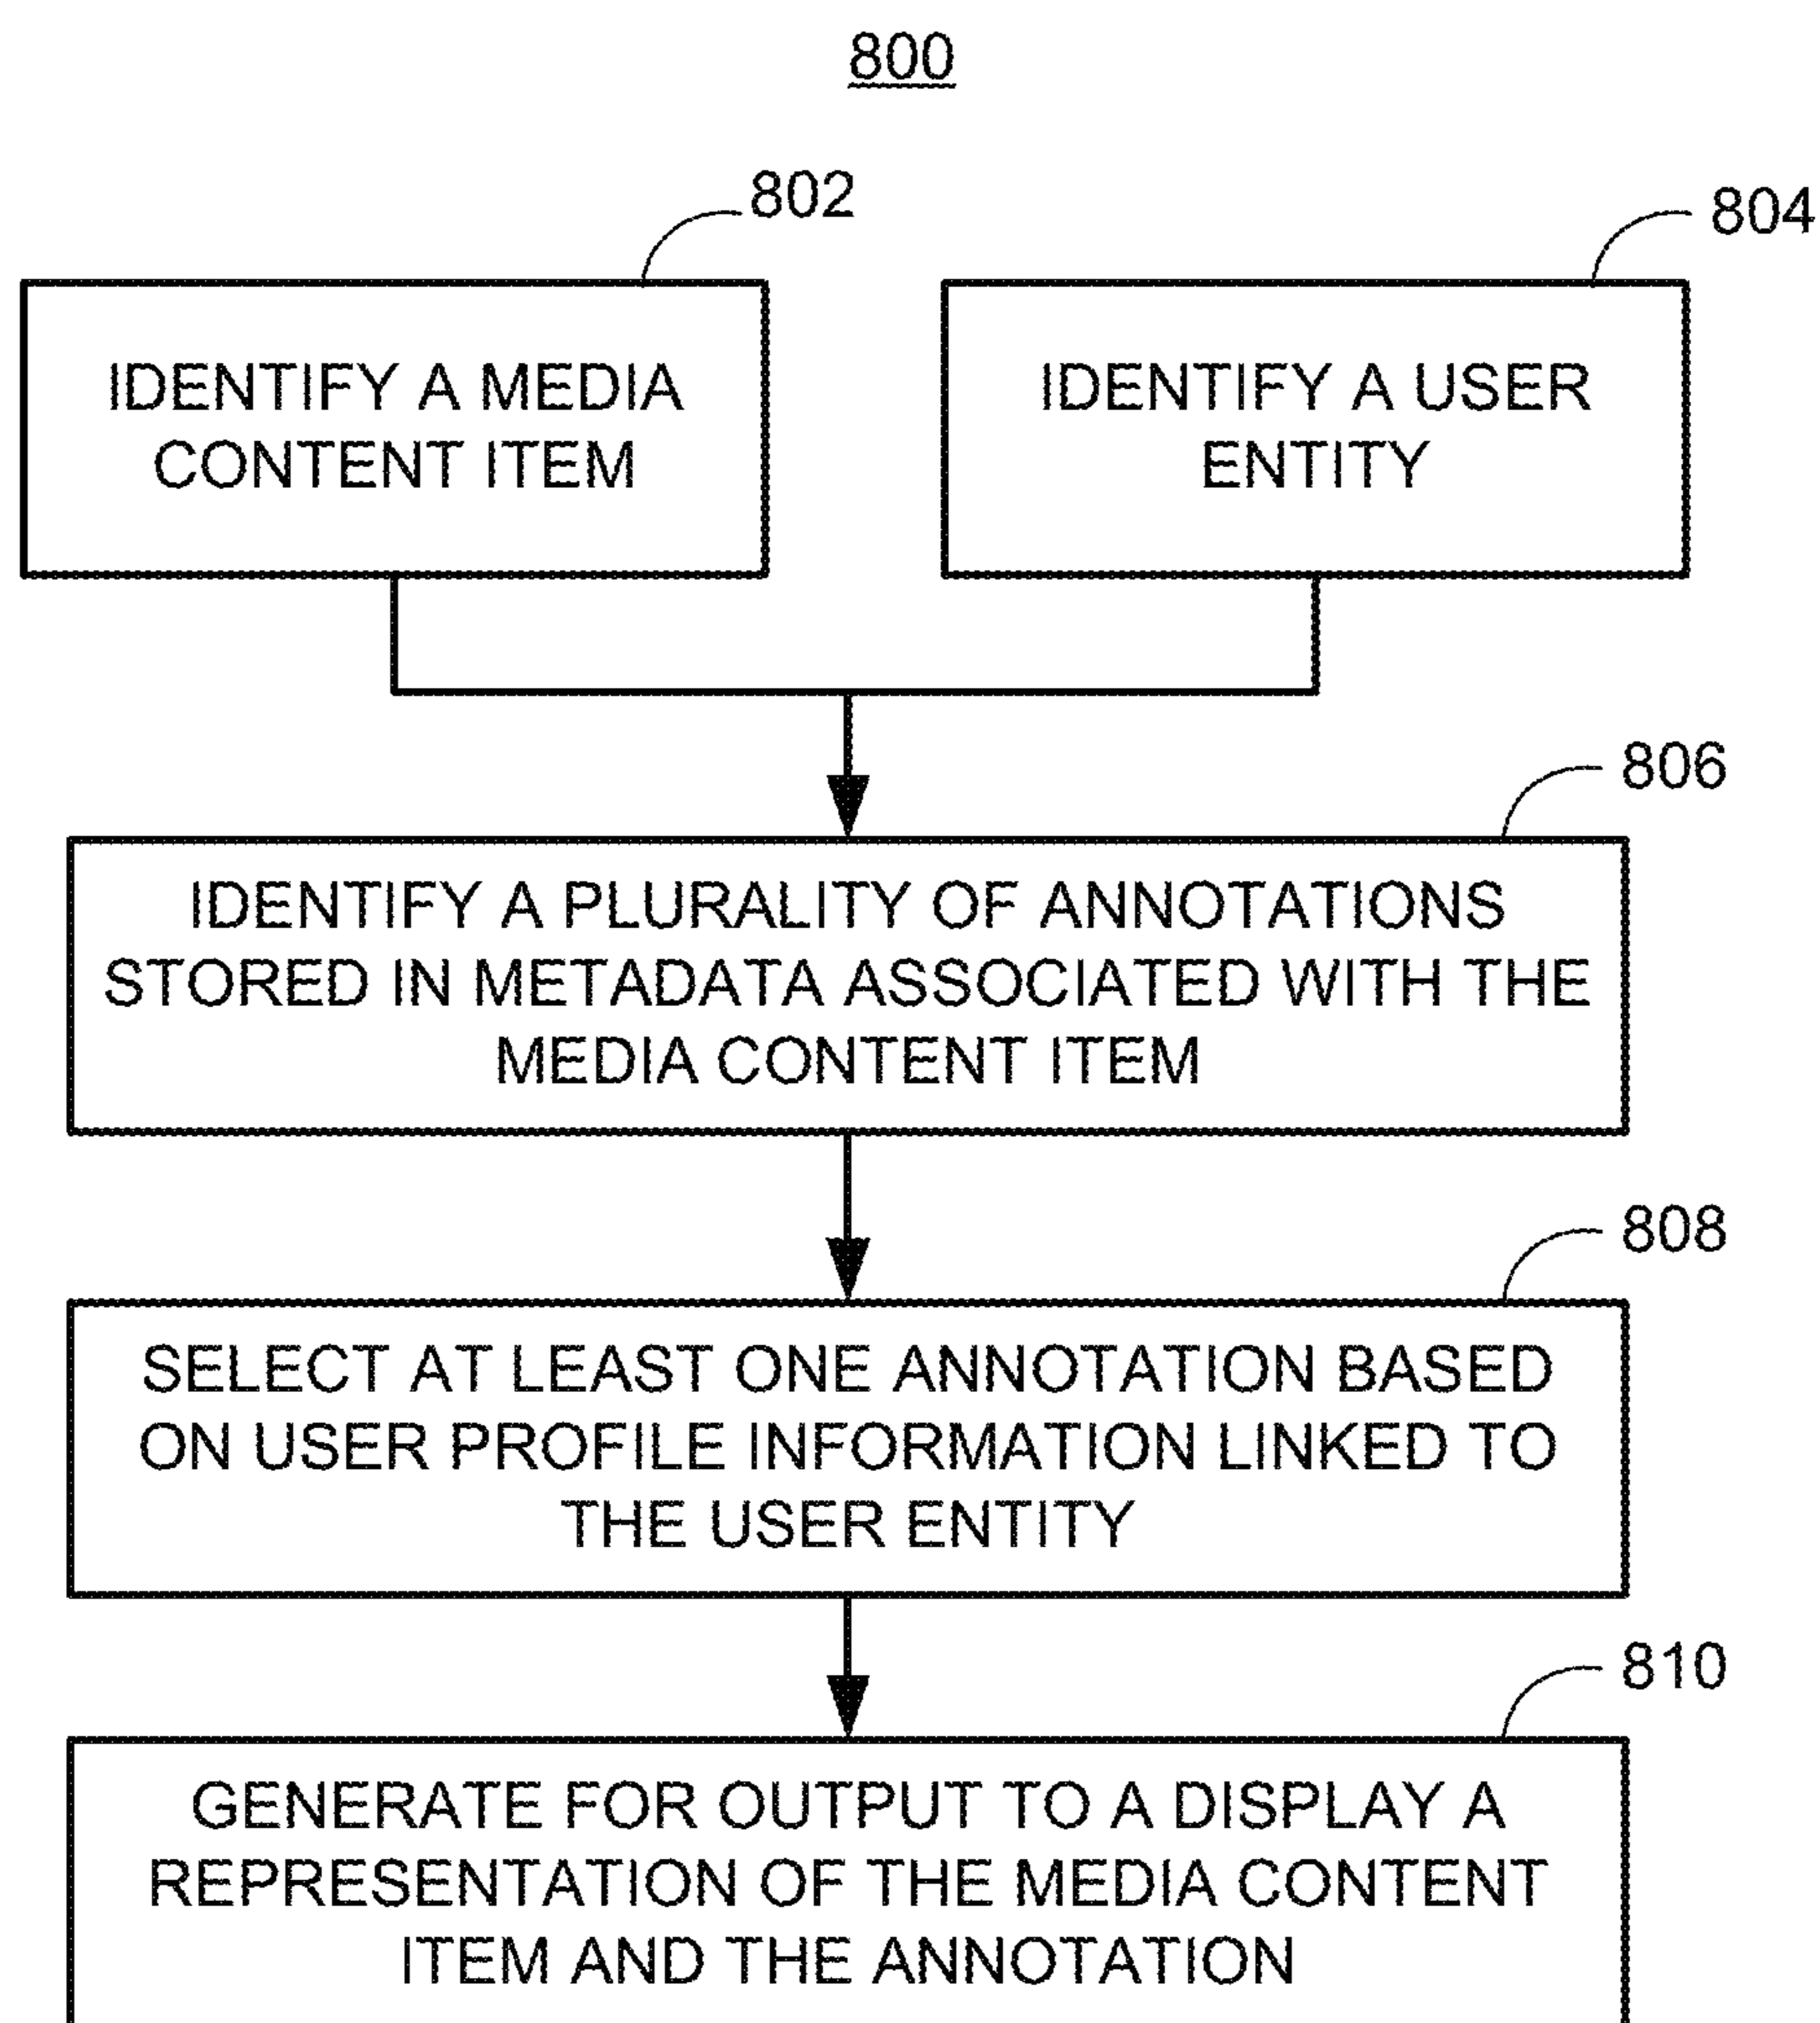 800
802
804
IDENTIFY A MEDIA
CONTENT ITEM
IDENTIFY A USER
ENTITY
806
IDENTIFY A PLURALITY OF ANNOTATIONS
STORED IN METADATA ASSOCIATED WITH THE
MEDIA CONTENT ITEM
808
SELECT AT LEAST ONE ANNOTATION BASED
ON USER PROFILE INFORMATION LINKED TO
THE USER ENTITY
810
GENERATE FOR OUTPUT TO A DISPLAY A
REPRESENTATION OF THE MEDIA CONTENT
ITEM AND THE ANNOTATION